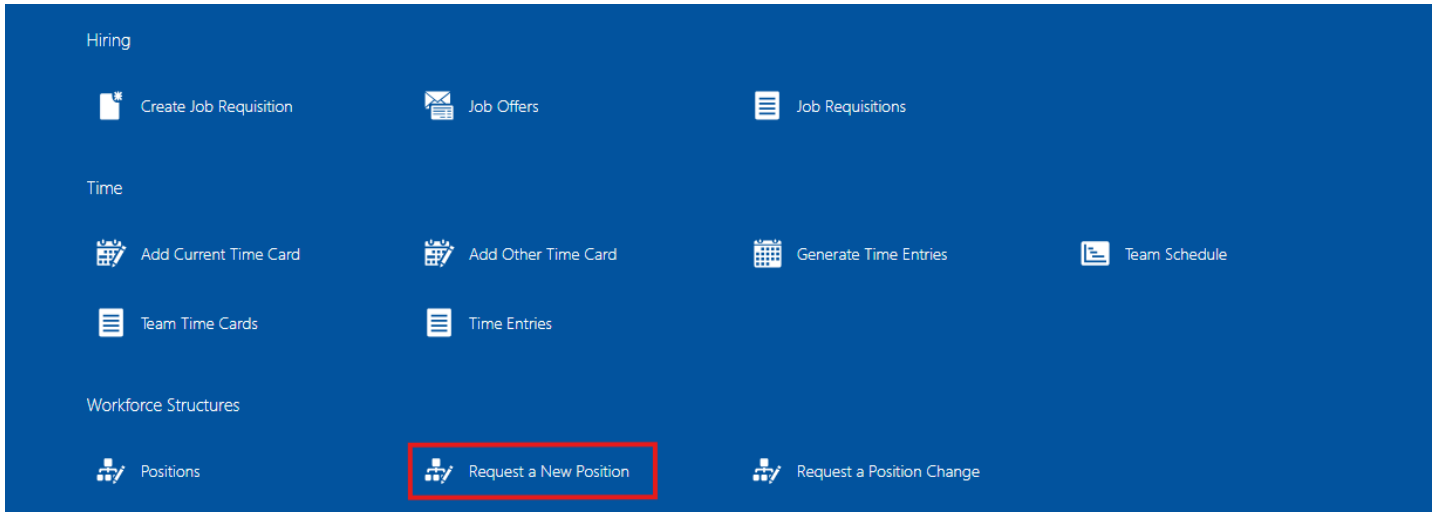 Hiring
Create Job Requisition
Job Offers
Job Requisitions
Time
Add Current Time Card
Add Other Time Card
Generate Time Entries
Team Schedule
Team Time Cards
Time Entries
Workforce Structures
Positions
Request a New Position
Request a Position Change